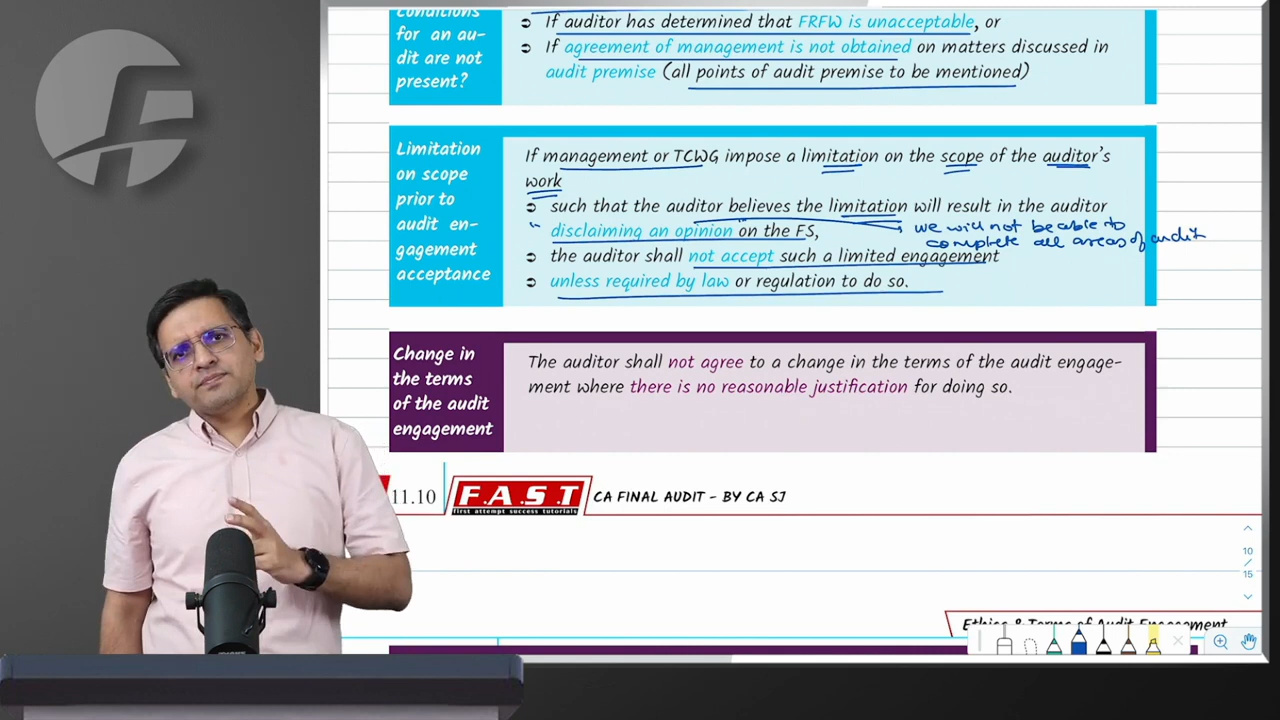 conditions
for an au-
dit are not
present?
➲ If auditor has determined that FRFW is unacceptable, or
➲ If agreement of management is not obtained on matters discussed in
audit premise (all points of audit premise to be mentioned)
Limitation
on scope
prior to
audit en-
gagement
acceptance
If management or TCWG impose a limitation on the scope of the auditor's
work
➲ such that the auditor believes the limitation will result in the auditor
" disclaiming an opinion" on the FS,
we will not be able to
complete all areas of audit
➲ the auditor shall not accept such a limited engagement
➲ unless required by law or regulation to do so.
Change in
the terms
of the audit
engagement
The auditor shall not agree to a change in the terms of the audit engage-
ment where there is no reasonable justification for doing so.
11.10
F.A.S.T
first attempt success tutorials
CA FINAL AUDIT - BY CA SJ
10
/
15
Ethics & Terms of Audit Engagement